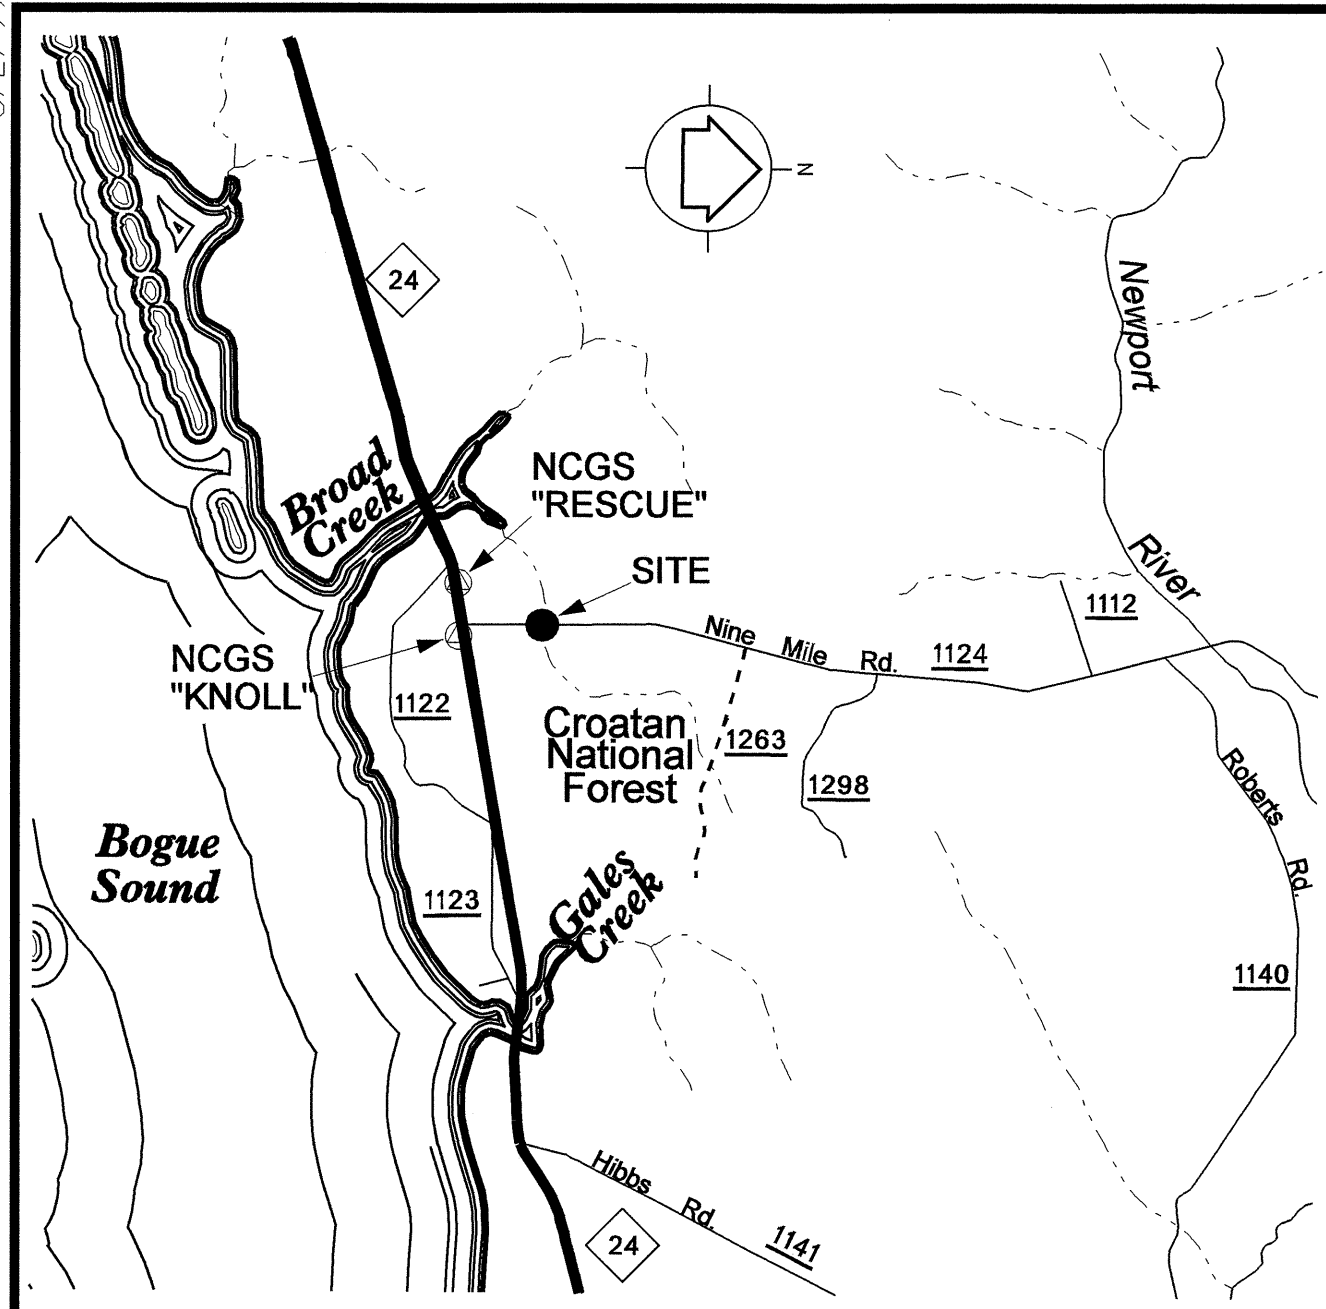 N
24
Newport
River
Broad
Creek
NCGS
"RESCUE"
SITE
1112
Nine Mile Rd.
1124
NCGS
"KNOLL"
1122
Croatan
National
Forest
1263
1298
Roberts Rd.
Bogue
Sound
1123
Gales
Creek
1140
Hibbs Rd.
1141
24